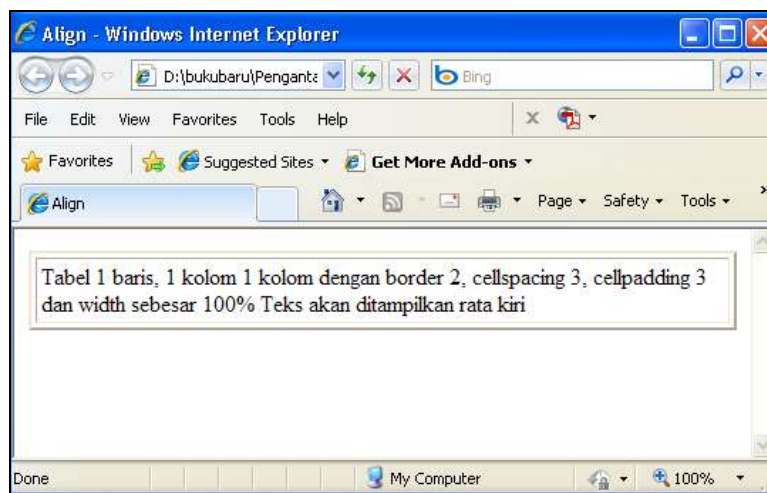 Align - Windows Internet Explorer
D:\bukubaru\Penganta
Bing
File Edit View Favorites Tools Help
x
Favorites Suggested Sites Get More Add-ons
Align Page Safety Tools »
Tabel 1 baris, 1 kolom 1 kolom dengan border 2, cellspacing 3, cellpadding 3
dan width sebesar 100% Teks akan ditampilkan rata kiri
Done My Computer 100%